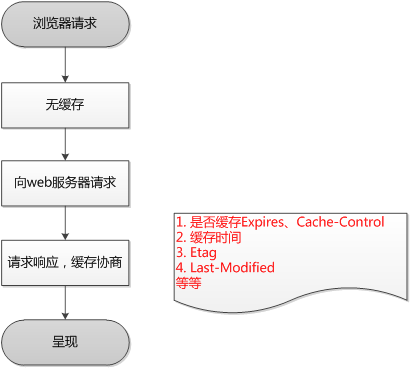 浏览器请求
无缓存
向web服务器请求
请求响应，缓存协商
呈现
1. 是否缓存Expires、Cache-Control
2. 缓存时间
3. Etag
4. Last-Modified
等等